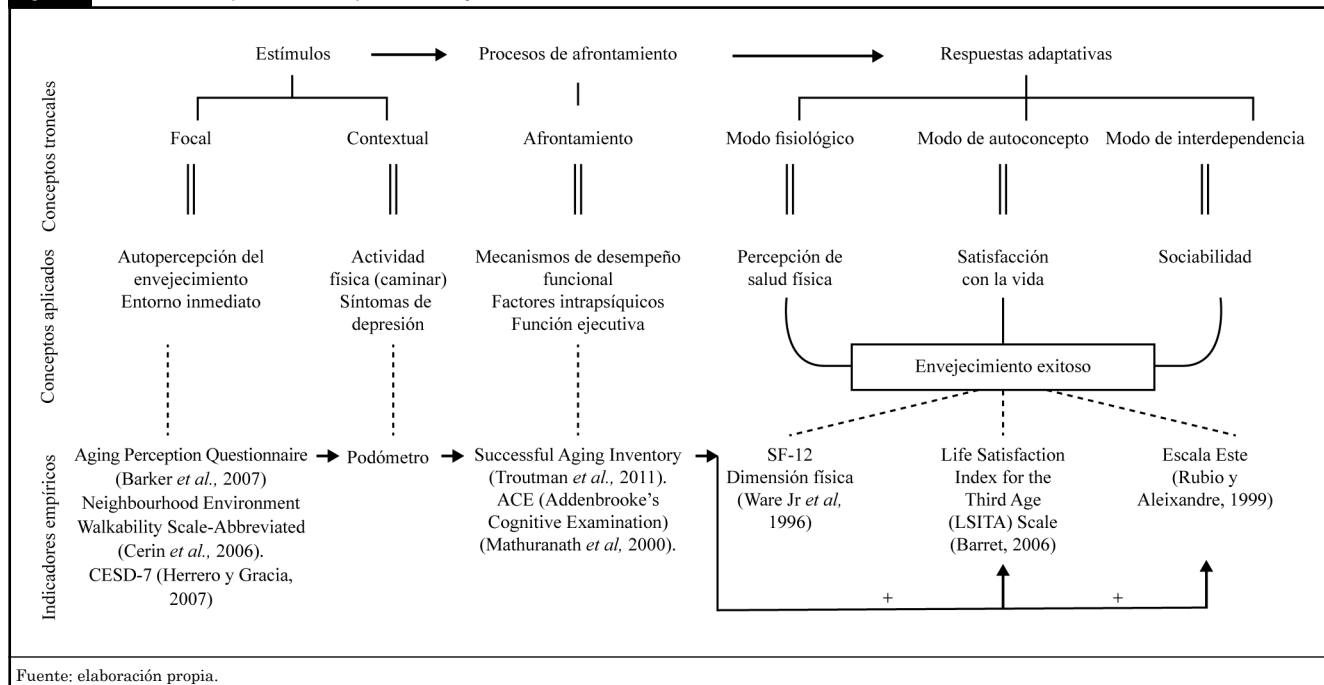 Estímulos
Procesos de afrontamiento
Respuestas adaptativas
Conceptos troncales
Focal
Contextual
Afrontamiento
Modo fisiológico
Modo de autoconcepto
Modo de interdependencia
Conceptos aplicados
Autopercepción del
envejecimiento
Entorno inmediato
Actividad
física (caminar)
Síntomas de
depresión
Mecanismos de desempeño
funcional
Factores intrapsíquicos
Función ejecutiva
Percepción de
salud física
Satisfacción
con la vida
Sociabilidad
Envejecimiento exitoso
Indicadores empíricos
Aging Perception Questionnaire
(Barker et al., 2007)
Neighbourhood Environment
Walkability Scale-Abbreviated
(Cerin et al., 2006).
CESD-7 (Herrero y Gracia,
2007)
Podómetro
Successful Aging Inventory
(Troutman et al., 2011).
ACE (Addenbrooke's
Cognitive Examination)
(Mathuranath et al, 2000).
SF-12
Dimensión física
(Ware Jr et al,
1996)
Life Satisfaction
Index for the
Third Age
(LSITA) Scale
(Barret, 2006)
Escala Este
(Rubio y
Aleixandre, 1999)
+
+
Fuente: elaboración propia.